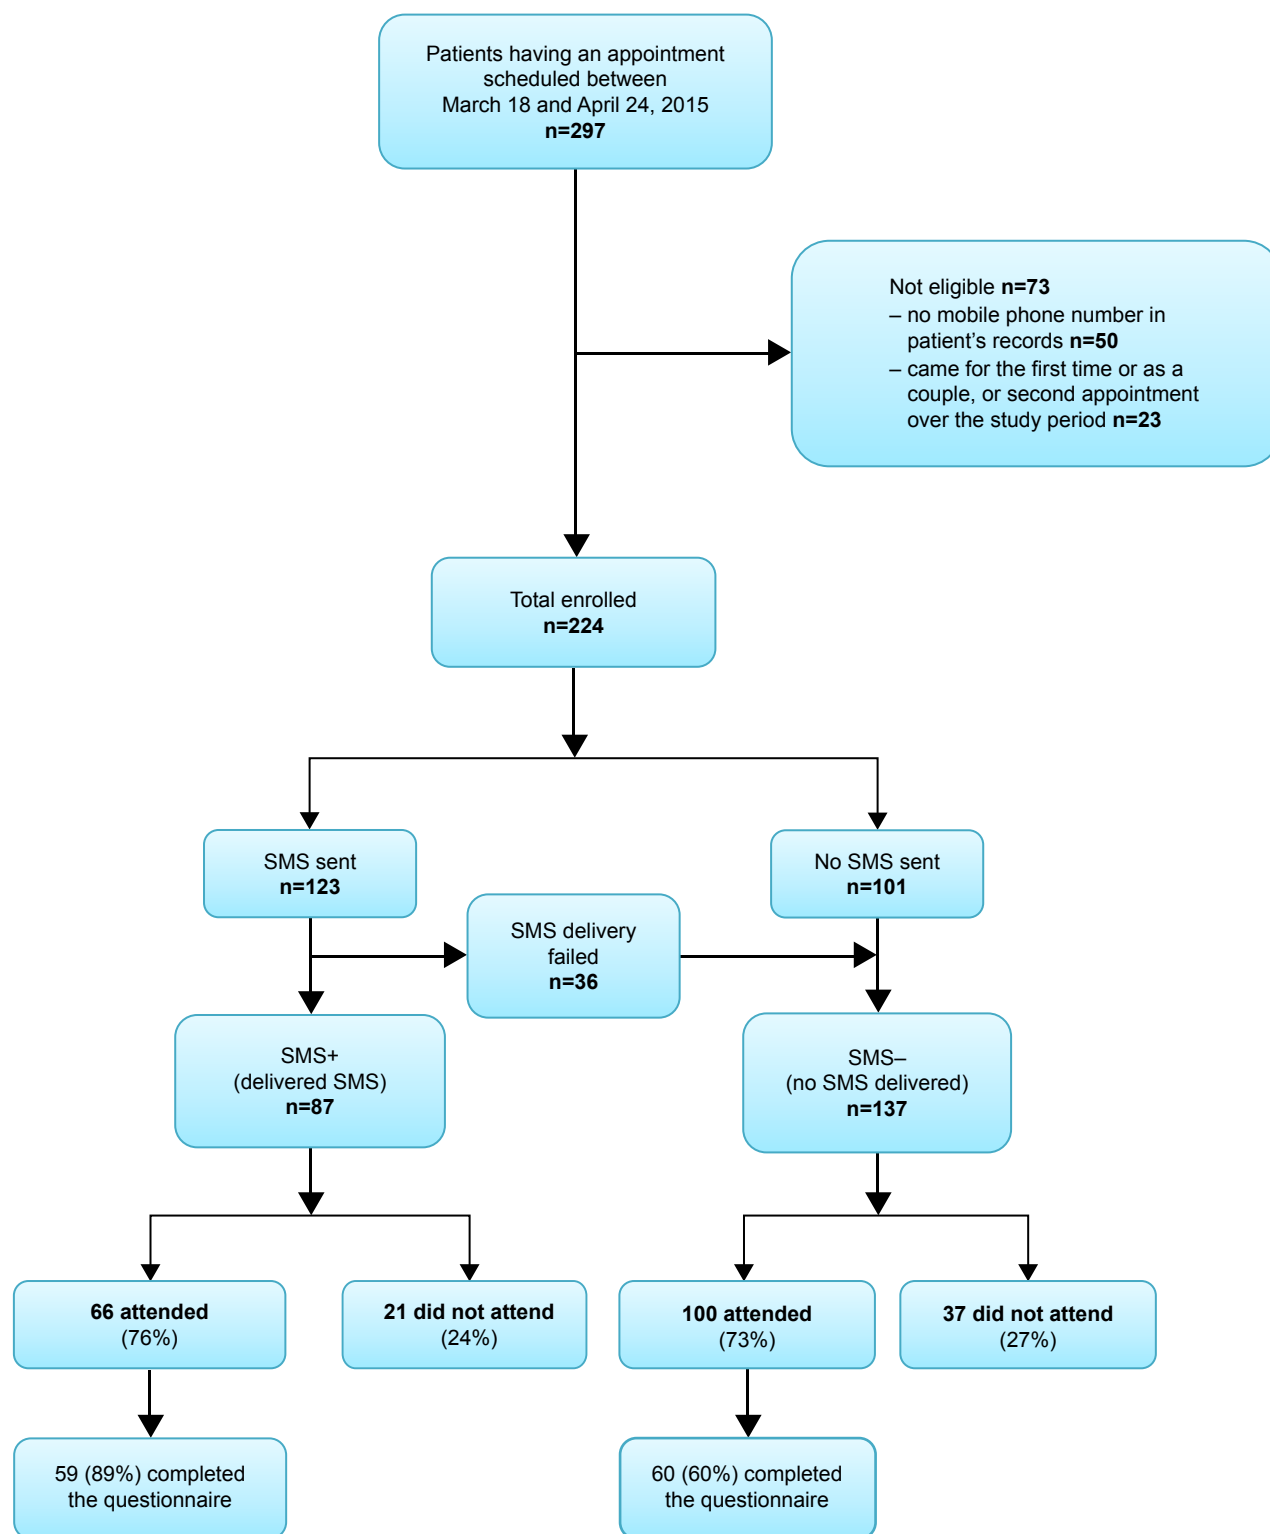 Patients having an appointment
scheduled between
March 18 and April 24, 2015
n=297
Not eligible n=73
– no mobile phone number in
patient’s records n=50
– came for the first time or as a
couple, or second appointment
over the study period n=23
Total enrolled
n=224
SMS sent
n=123
No SMS sent
n=101
SMS delivery
failed
n=36
SMS+
(delivered SMS)
n=87
SMS–
(no SMS delivered)
n=137
66 attended
(76%)
21 did not attend
(24%)
100 attended
(73%)
37 did not attend
(27%)
59 (89%) completed
the questionnaire
60 (60%) completed
the questionnaire